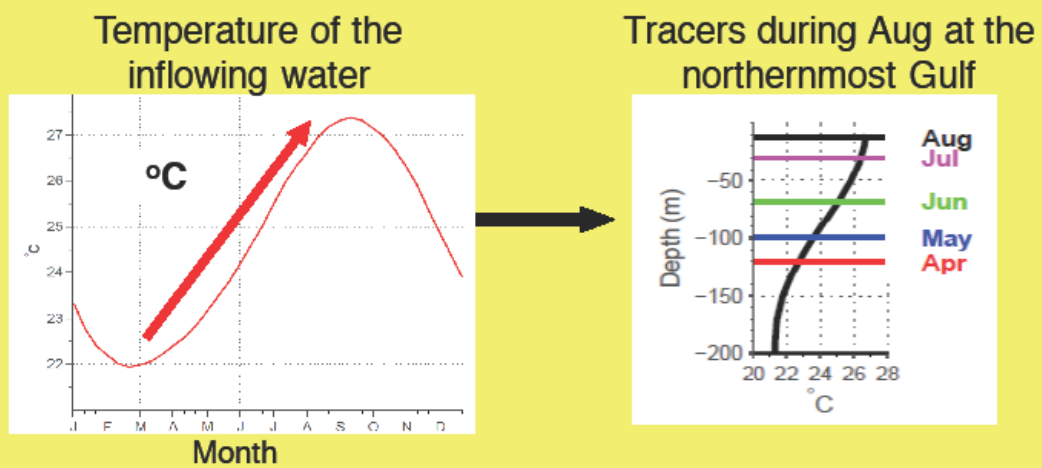 Temperature of the
inflowing water
27
26
25
24
23
22
°C
°C
J F M A M J J A S O N D
Month
Tracers during Aug at the
northernmost Gulf
Depth (m)
−50
−100
−150
−200
20 22 24 26 28
°C
Aug
Jul
Jun
May
Apr